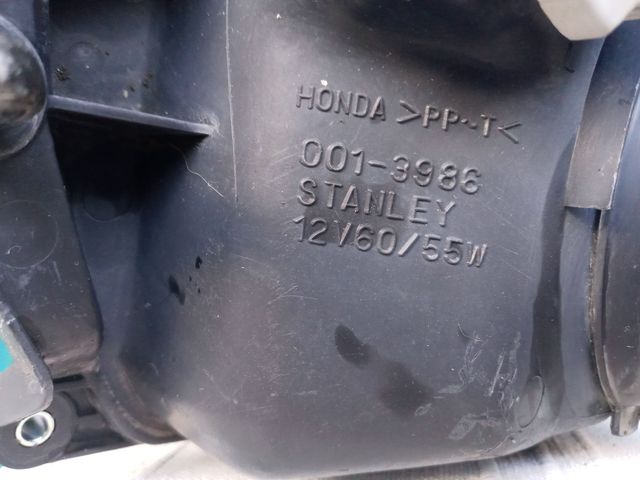 HONDA >PP-T<
001-3986
STANLEY
12V60/55W